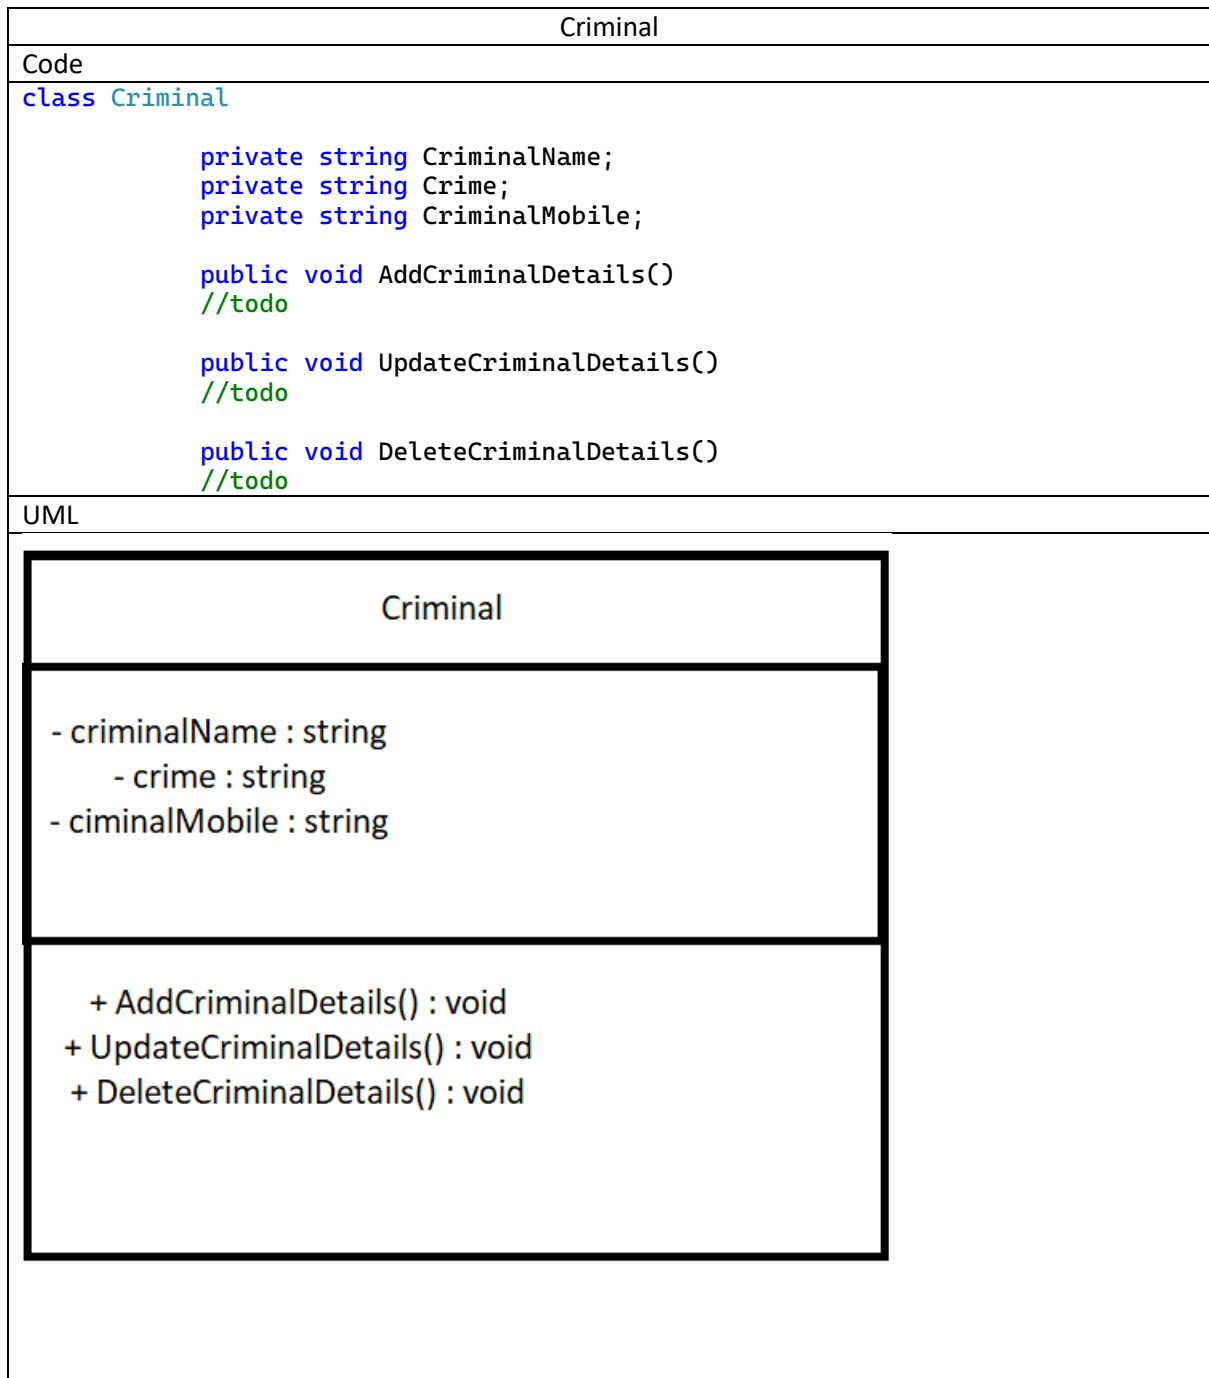 Criminal
Code
class Criminal
private string CriminalName;
private string Crime;
private string CriminalMobile;
public void AddCriminalDetails()
//todo
public void UpdateCriminalDetails()
//todo
public void DeleteCriminalDetails()
//todo
UML
Criminal
- criminalName : string
- crime : string
- ciminalMobile : string
+ AddCriminalDetails() : void
+ UpdateCriminalDetails() : void
+ DeleteCriminalDetails() : void